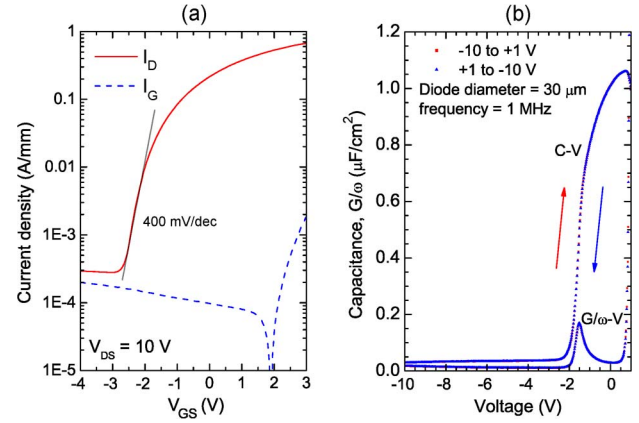 (a)
1
0.1
0.01
1E-3
1E-4
1E-5
Current density (A/mm)
I_D
I_G
400 mV/dec
V_DS = 10 V
-4 -3 -2 -1 0 1 2 3
V_GS (V)
(b)
1.2
1.0
0.8
0.6
0.4
0.2
0.0
Capacitance, G/ω (μF/cm²)
-10 to +1 V
+1 to -10 V
Diode diameter = 30 μm
frequency = 1 MHz
C-V
G/ω-V
-10 -8 -6 -4 -2 0
Voltage (V)